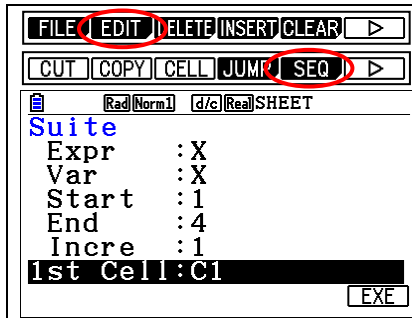 FILE EDIT DELETE INSERT CLEAR
CUT COPY CELL JUMP SEQ
Rad Norm1 d/c Real SHEET
Suite
Expr :X
Var :X
Start :1
End :4
Incre :1
1st Cell:C1
EXE